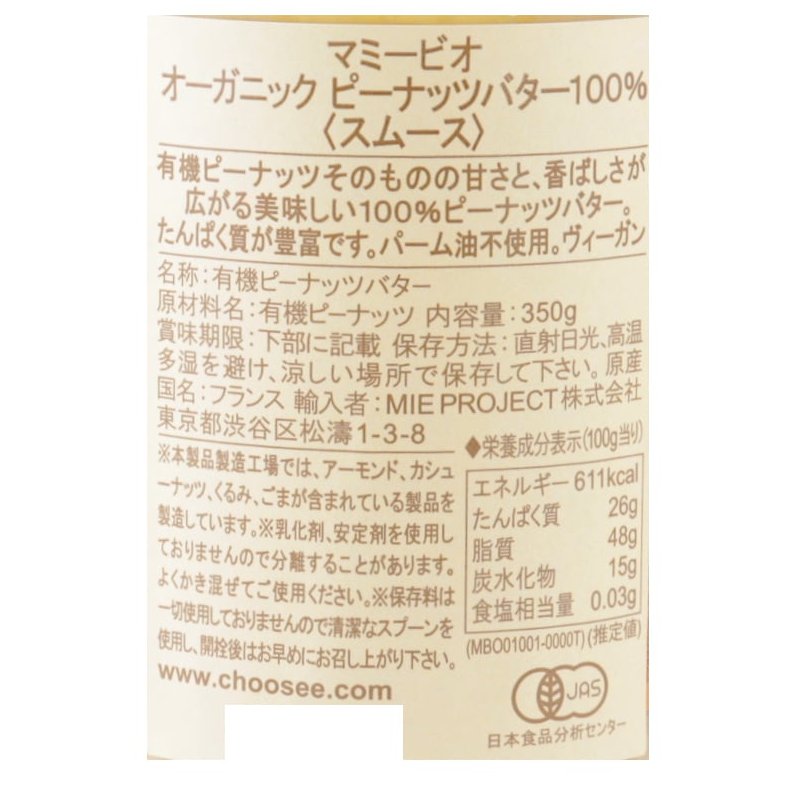 マミービオ
オーガニック ピーナッツバター100%
〈スムース〉
有機ピーナッツそのものの甘さと、香ばしさが
広がる美味しい100%ピーナッツバター。
たんぱく質が豊富です。パーム油不使用。ヴィーガン
名称：有機ピーナッツバター
原材料名：有機ピーナッツ 内容量：350g
賞味期限：下部に記載 保存方法：直射日光、高温
多湿を避け、涼しい場所で保存して下さい。原産
国名：フランス 輸入者：MIE PROJECT株式会社
東京都渋谷区松濤1-3-8
※本製品製造工場では、アーモンド、カシュ
ーナッツ、くるみ、ごまが含まれている製品を
製造しています。※乳化剤、安定剤を使用し
ておりませんので分離することがあります。
よくかき混ぜてご使用ください。※保存料は
一切使用しておりませんので清潔なスプーンを
使用し、開栓後はお早めにお召し上がり下さい。
www.choosee.com
◆栄養成分表示(100g当り)
エネルギー 611kcal
たんぱく質 26g
脂質 48g
炭水化物 15g
食塩相当量 0.03g
(MBO01001-0000T) (推定値)
JAS
日本食品分析センター